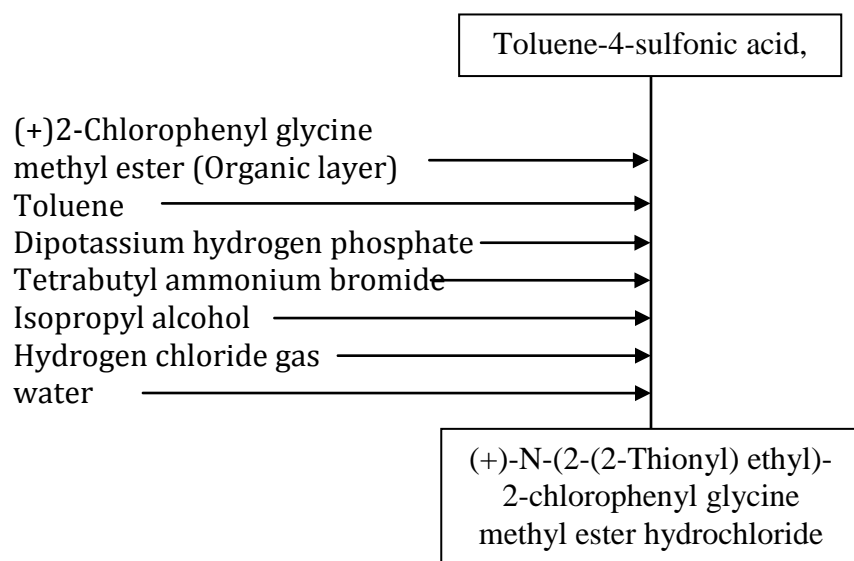 Toluene-4-sulfonic acid,
(+)2-Chlorophenyl glycine
methyl ester (Organic layer)
Toluene
Dipotassium hydrogen phosphate
Tetrabutyl ammonium bromide
Isopropyl alcohol
Hydrogen chloride gas
water
(+)-N-(2-(2-Thionyl) ethyl)-
2-chlorophenyl glycine
methyl ester hydrochloride